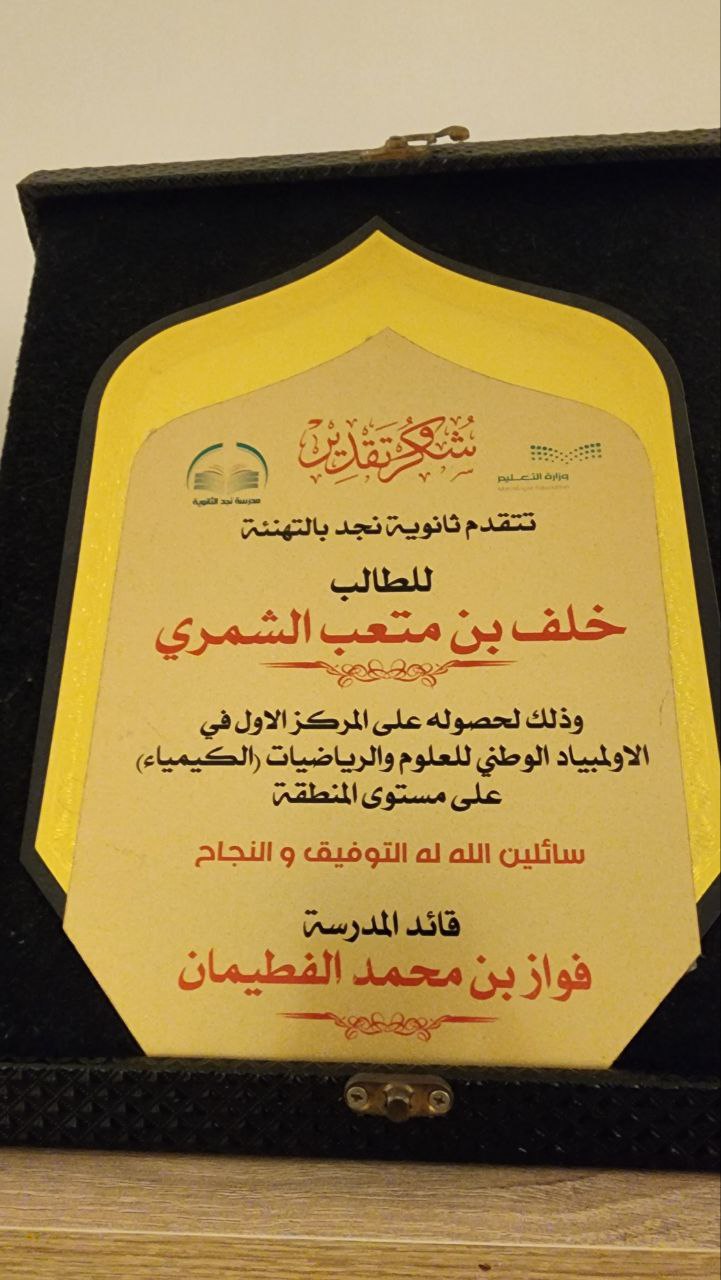 شكر وتقدير
وزارة التعليم
Ministry of Education
مدرسة نجد الثانوية
تتقدم ثانوية نجد بالتهنئة
للطالب
خلف بن متعب الشمري
وذلك لحصوله على المركز الاول في
الاولمبياد الوطني للعلوم والرياضيات (الكيمياء)
على مستوى المنطقة
سائلين الله له التوفيق و النجاح
قائد المدرسة
فواز بن محمد الفطيمان